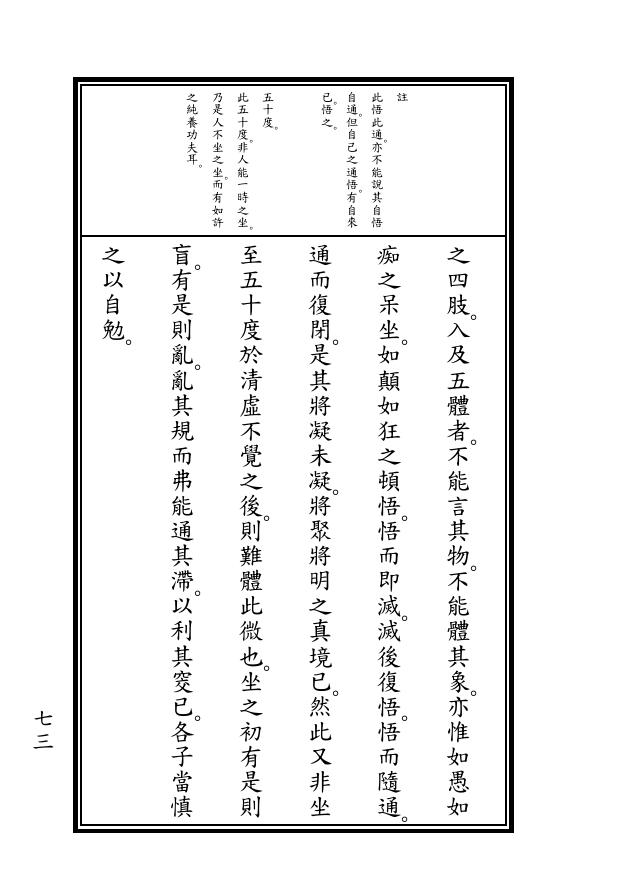 註
此悟此通。亦不能說其自悟
自通。但自己之通悟。有自來
已悟之。
五十度。
此五十度。非人能一時之坐。
乃是人不坐之坐。而有如許
之純養功夫耳。
之四肢。入及五體者。不能言其物。不能體其象。亦惟如愚如
痴之呆坐。如顛如狂之頓悟。悟而即滅。滅後復悟。悟而隨通。
通而復閉。是其將凝未凝。將聚將明之真境已。然此又非坐
至五十度於清虛不覺之後。則難體此微也。坐之初有是則
盲。有是則亂。亂其規而弗能通其滯。以利其窔已。各子當慎
之以自勉。
七三